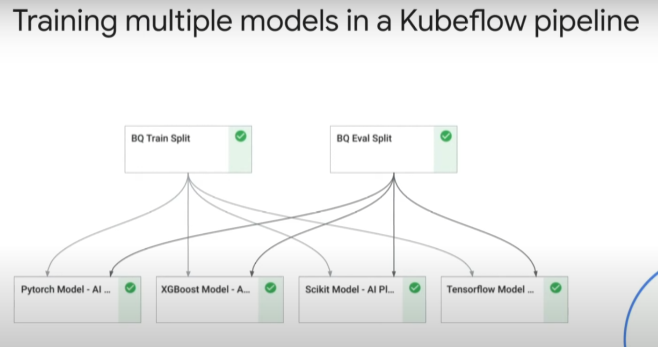 Training multiple models in a Kubeflow pipeline
BQ Train Split
BQ Eval Split
Pytorch Model - AI ...
XGBoost Model - A...
Scikit Model - AI Pl...
Tensorflow Model ...